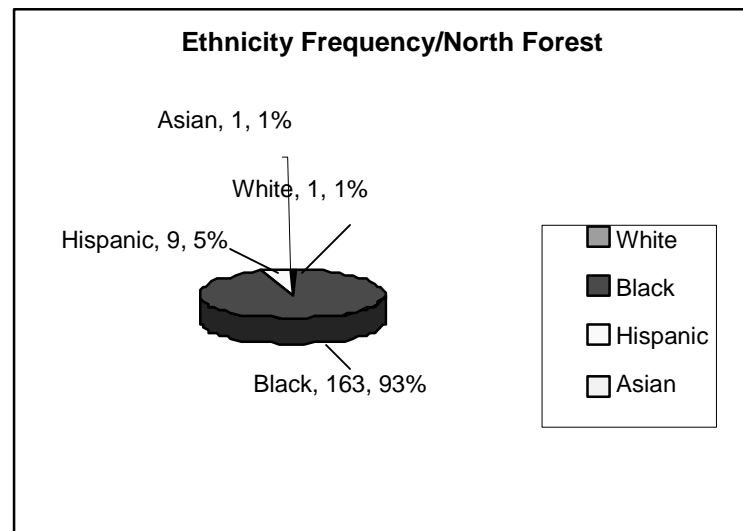 Ethnicity Frequency/North Forest
Asian, 1, 1%
White, 1, 1%
Hispanic, 9, 5%
Black, 163, 93%
White
Black
Hispanic
Asian